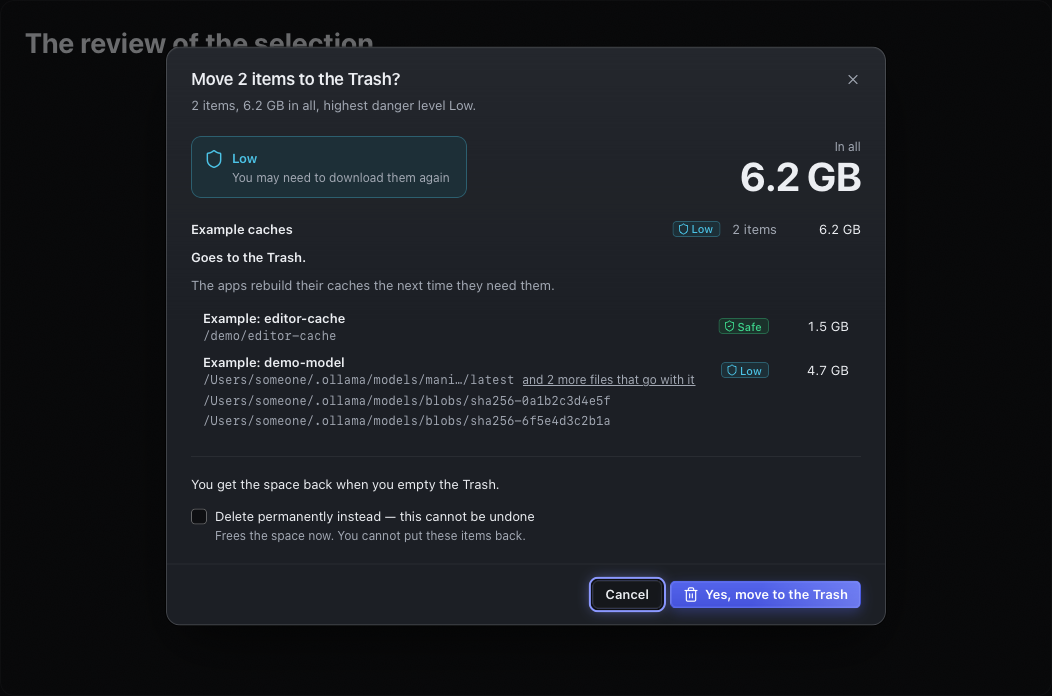 The review of the selection
Move 2 items to the Trash?
2 items, 6.2 GB in all, highest danger level Low.
Low
You may need to download them again
In all
6.2 GB
Example caches Low 2 items 6.2 GB
Goes to the Trash.
The apps rebuild their caches the next time they need them.
Example: editor-cache
/demo/editor-cache
Safe 1.5 GB
Example: demo-model
/Users/someone/.ollama/models/mani…/latest and 2 more files that go with it
Low 4.7 GB
/Users/someone/.ollama/models/blobs/sha256-0a1b2c3d4e5f
/Users/someone/.ollama/models/blobs/sha256-6f5e4d3c2b1a
You get the space back when you empty the Trash.
Delete permanently instead — this cannot be undone
Frees the space now. You cannot put these items back.
Cancel Yes, move to the Trash